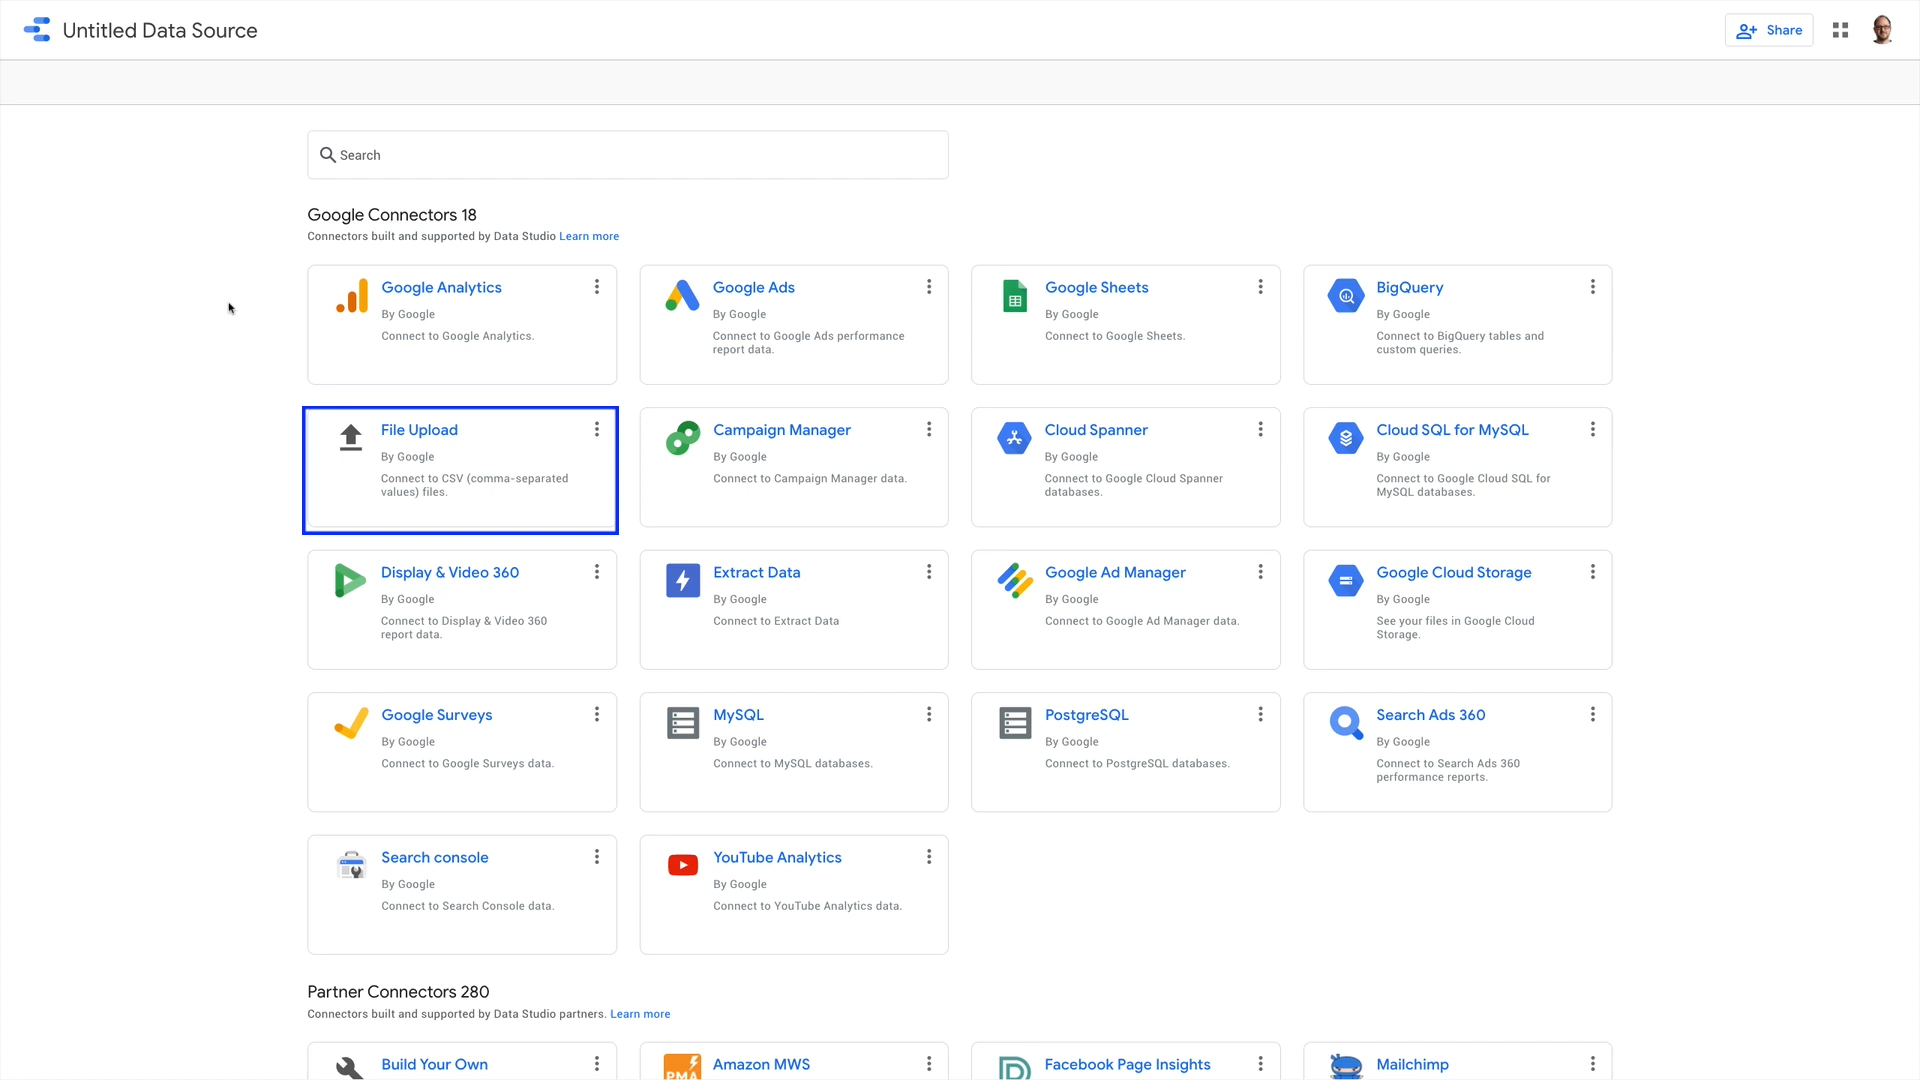 Untitled Data Source
Share
Search
Google Connectors 18
Connectors built and supported by Data Studio Learn more
Google Analytics
By Google
Connect to Google Analytics.
Google Ads
By Google
Connect to Google Ads performance
report data.
Google Sheets
By Google
Connect to Google Sheets.
BigQuery
By Google
Connect to BigQuery tables and
custom queries.
File Upload
By Google
Connect to CSV (comma-separated
values) files.
Campaign Manager
By Google
Connect to Campaign Manager data.
Cloud Spanner
By Google
Connect to Google Cloud Spanner
databases.
Cloud SQL for MySQL
By Google
Connect to Google Cloud SQL for
MySQL databases.
Display & Video 360
By Google
Connect to Display & Video 360
report data.
Extract Data
By Google
Connect to Extract Data
Google Ad Manager
By Google
Connect to Google Ad Manager data.
Google Cloud Storage
By Google
See your files in Google Cloud
Storage.
Google Surveys
By Google
Connect to Google Surveys data.
MySQL
By Google
Connect to MySQL databases.
PostgreSQL
By Google
Connect to PostgreSQL databases.
Search Ads 360
By Google
Connect to Search Ads 360
performance reports.
Search console
By Google
Connect to Search Console data.
YouTube Analytics
By Google
Connect to YouTube Analytics data.
Partner Connectors 280
Connectors built and supported by Data Studio partners. Learn more
Build Your Own
PMA
Amazon MWS
Facebook Page Insights
Mailchimp